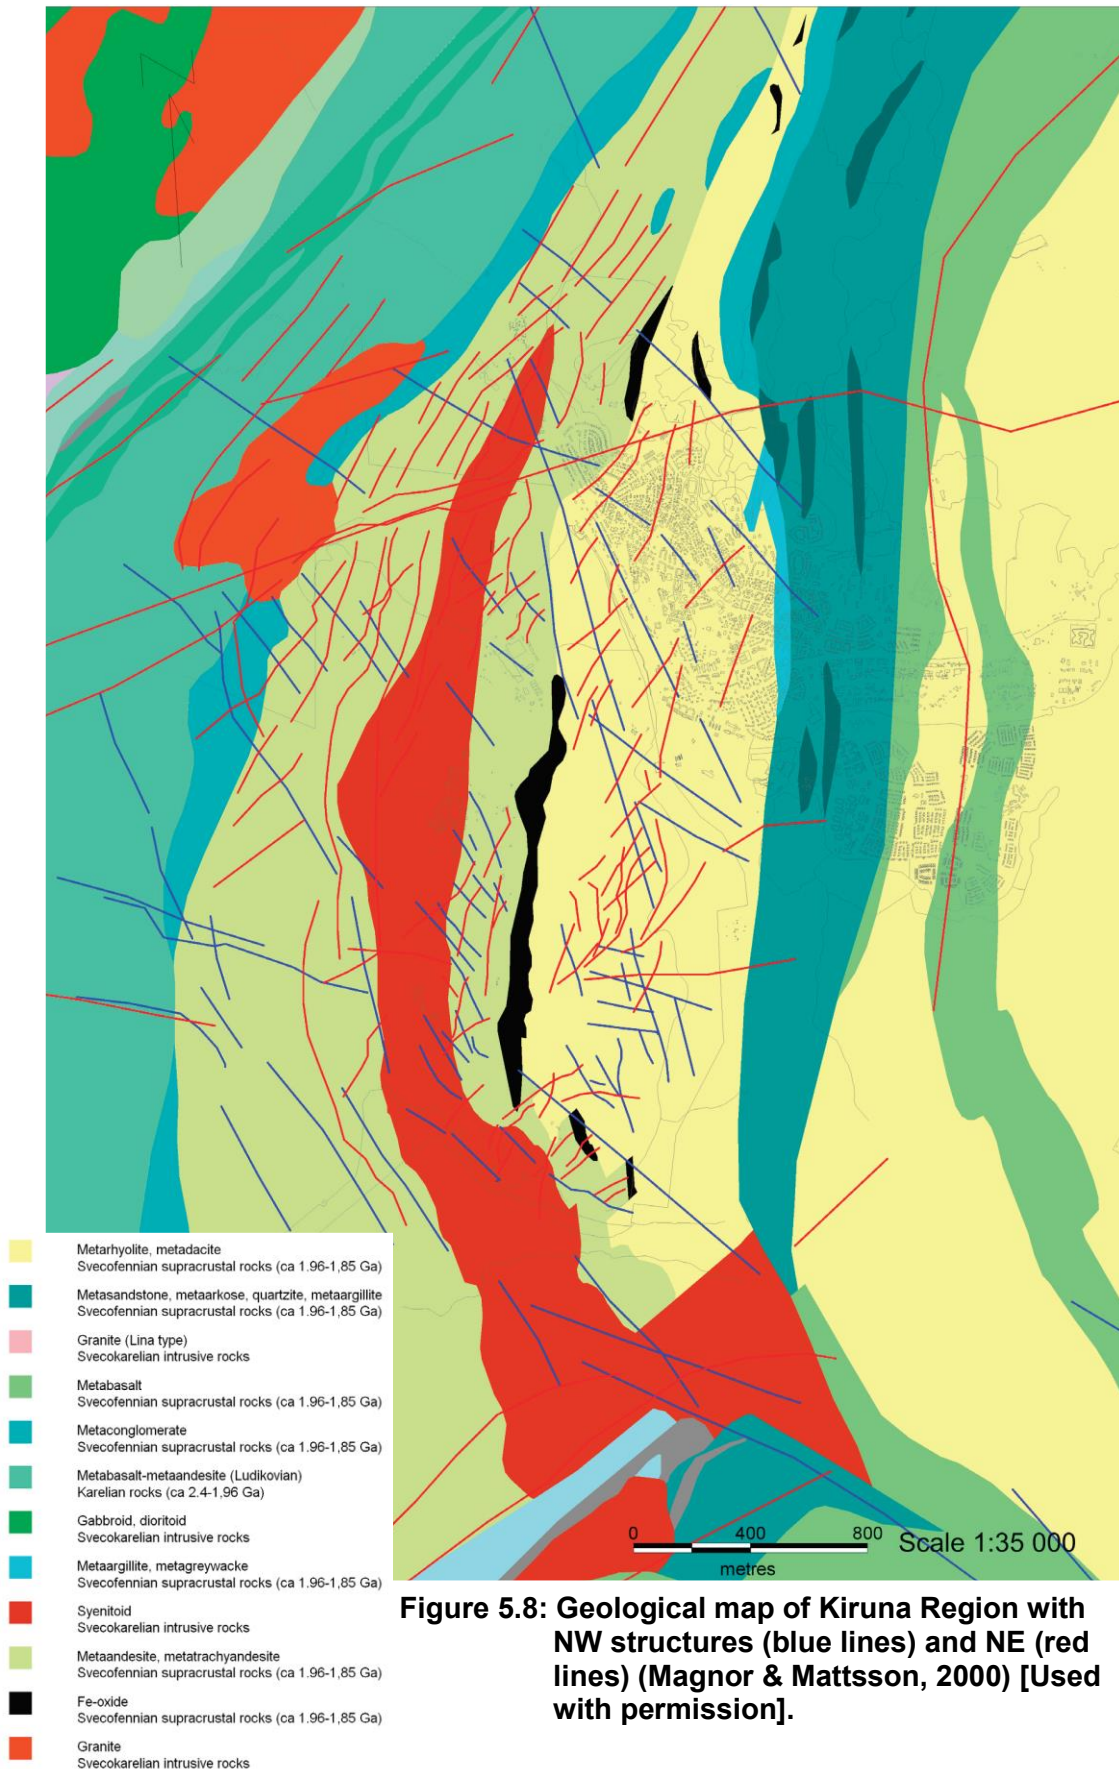 Metarhyolite, metadacite
Svecofennian supracrustal rocks (ca 1.96-1,85 Ga)
Metasandstone, metaarkose, quartzite, metaargillite
Svecofennian supracrustal rocks (ca 1.96-1,85 Ga)
Granite (Lina type)
Svecokarelian intrusive rocks
Metabasalt
Svecofennian supracrustal rocks (ca 1.96-1,85 Ga)
Metaconglomerate
Svecofennian supracrustal rocks (ca 1.96-1,85 Ga)
Metabasalt-metaandesite (Ludikovian)
Karelian rocks (ca 2.4-1,96 Ga)
Gabbroid, dioritoid
Svecokarelian intrusive rocks
Metaargillite, metagreywacke
Svecofennian supracrustal rocks (ca 1.96-1,85 Ga)
Syenitoid
Svecokarelian intrusive rocks
Metaandesite, metatrachyandesite
Svecofennian supracrustal rocks (ca 1.96-1,85 Ga)
Fe-oxide
Svecofennian supracrustal rocks (ca 1.96-1,85 Ga)
Granite
Svecokarelian intrusive rocks
0 400 800 Scale 1:35 000
metres
Figure 5.8: Geological map of Kiruna Region with
NW structures (blue lines) and NE (red
lines) (Magnor & Mattsson, 2000) [Used
with permission].